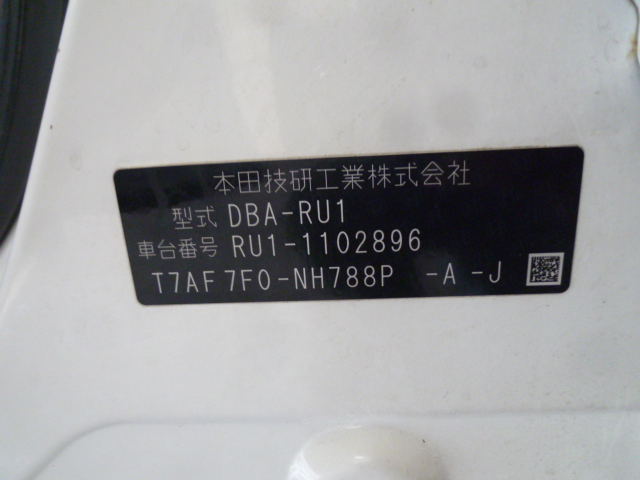 本田技研工業株式会社
型式 DBA-RU1
車台番号 RU1-1102896
T7AF7F0-NH788P -A -J